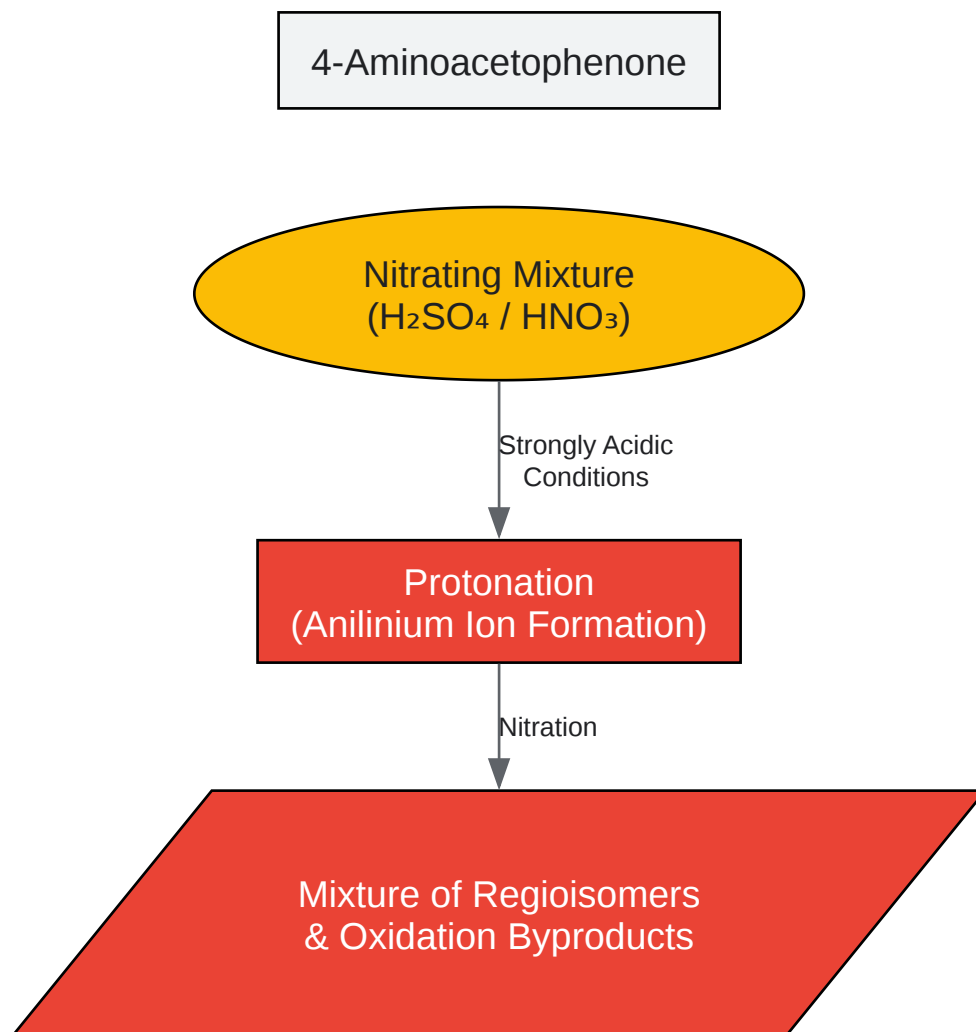 4-Aminoacetophenone
Nitrating Mixture
(H₂SO₄ / HNO₃)
Strongly Acidic
Conditions
Protonation
(Anilinium Ion Formation)
Nitration
Mixture of Regioisomers
& Oxidation Byproducts